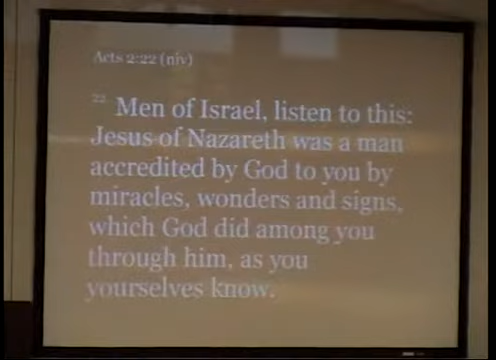 Acts 2:22 (niv)
22 Men of Israel, listen to this:
Jesus of Nazareth was a man
accredited by God to you by
miracles, wonders and signs,
which God did among you
through him, as you
yourselves know.